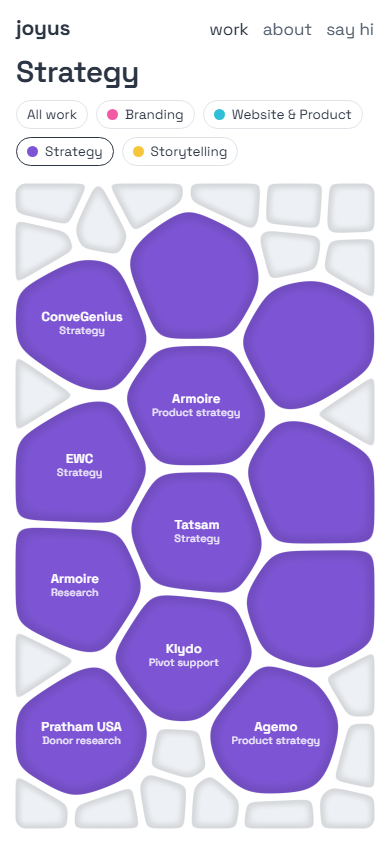 joyus
work about say hi
Strategy
All work
Branding
Website & Product
Strategy
Storytelling
ConveGenius
Strategy
Armoire
Product strategy
EWC
Strategy
Tatsam
Strategy
Armoire
Research
Klydo
Pivot support
Pratham USA
Donor research
Agemo
Product strategy